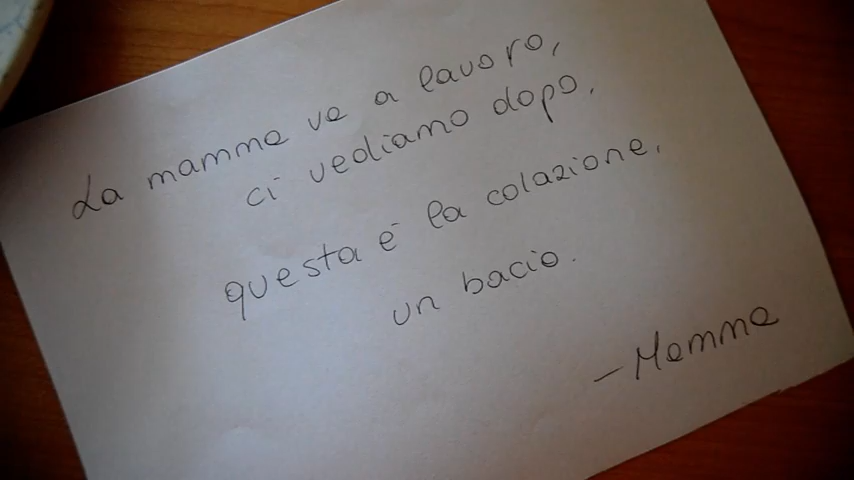 La mamma va a lavoro,
ci vediamo dopo,
questa è la colazione,
un bacio.
-Mamma